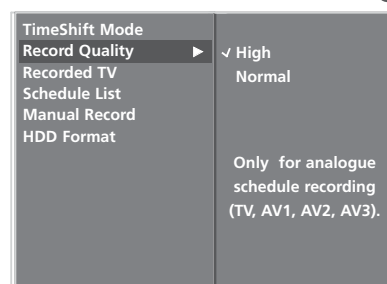 TimeShift Mode
Record Quality
Recorded TV
Schedule List
Manual Record
HDD Format
High
Normal
Only for analogue
schedule recording
(TV, AV1, AV2, AV3).